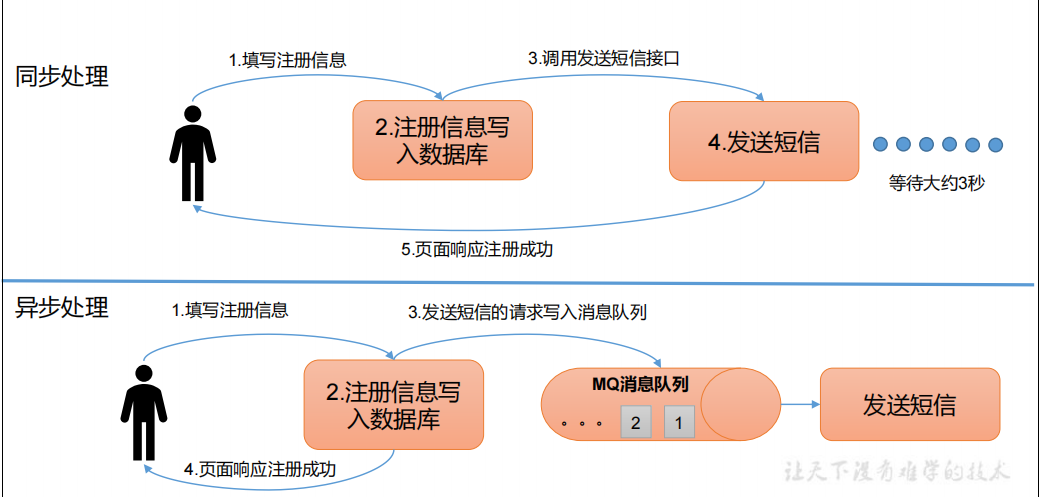 同步处理
1.填写注册信息
3.调用发送短信接口
2.注册信息写
入数据库
4.发送短信
等待大约3秒
5.页面响应注册成功
异步处理
1.填写注册信息
3.发送短信的请求写入消息队列
2.注册信息写
入数据库
MQ消息队列
。。。 2 1
发送短信
4.页面响应注册成功
让天下没有难学的技术